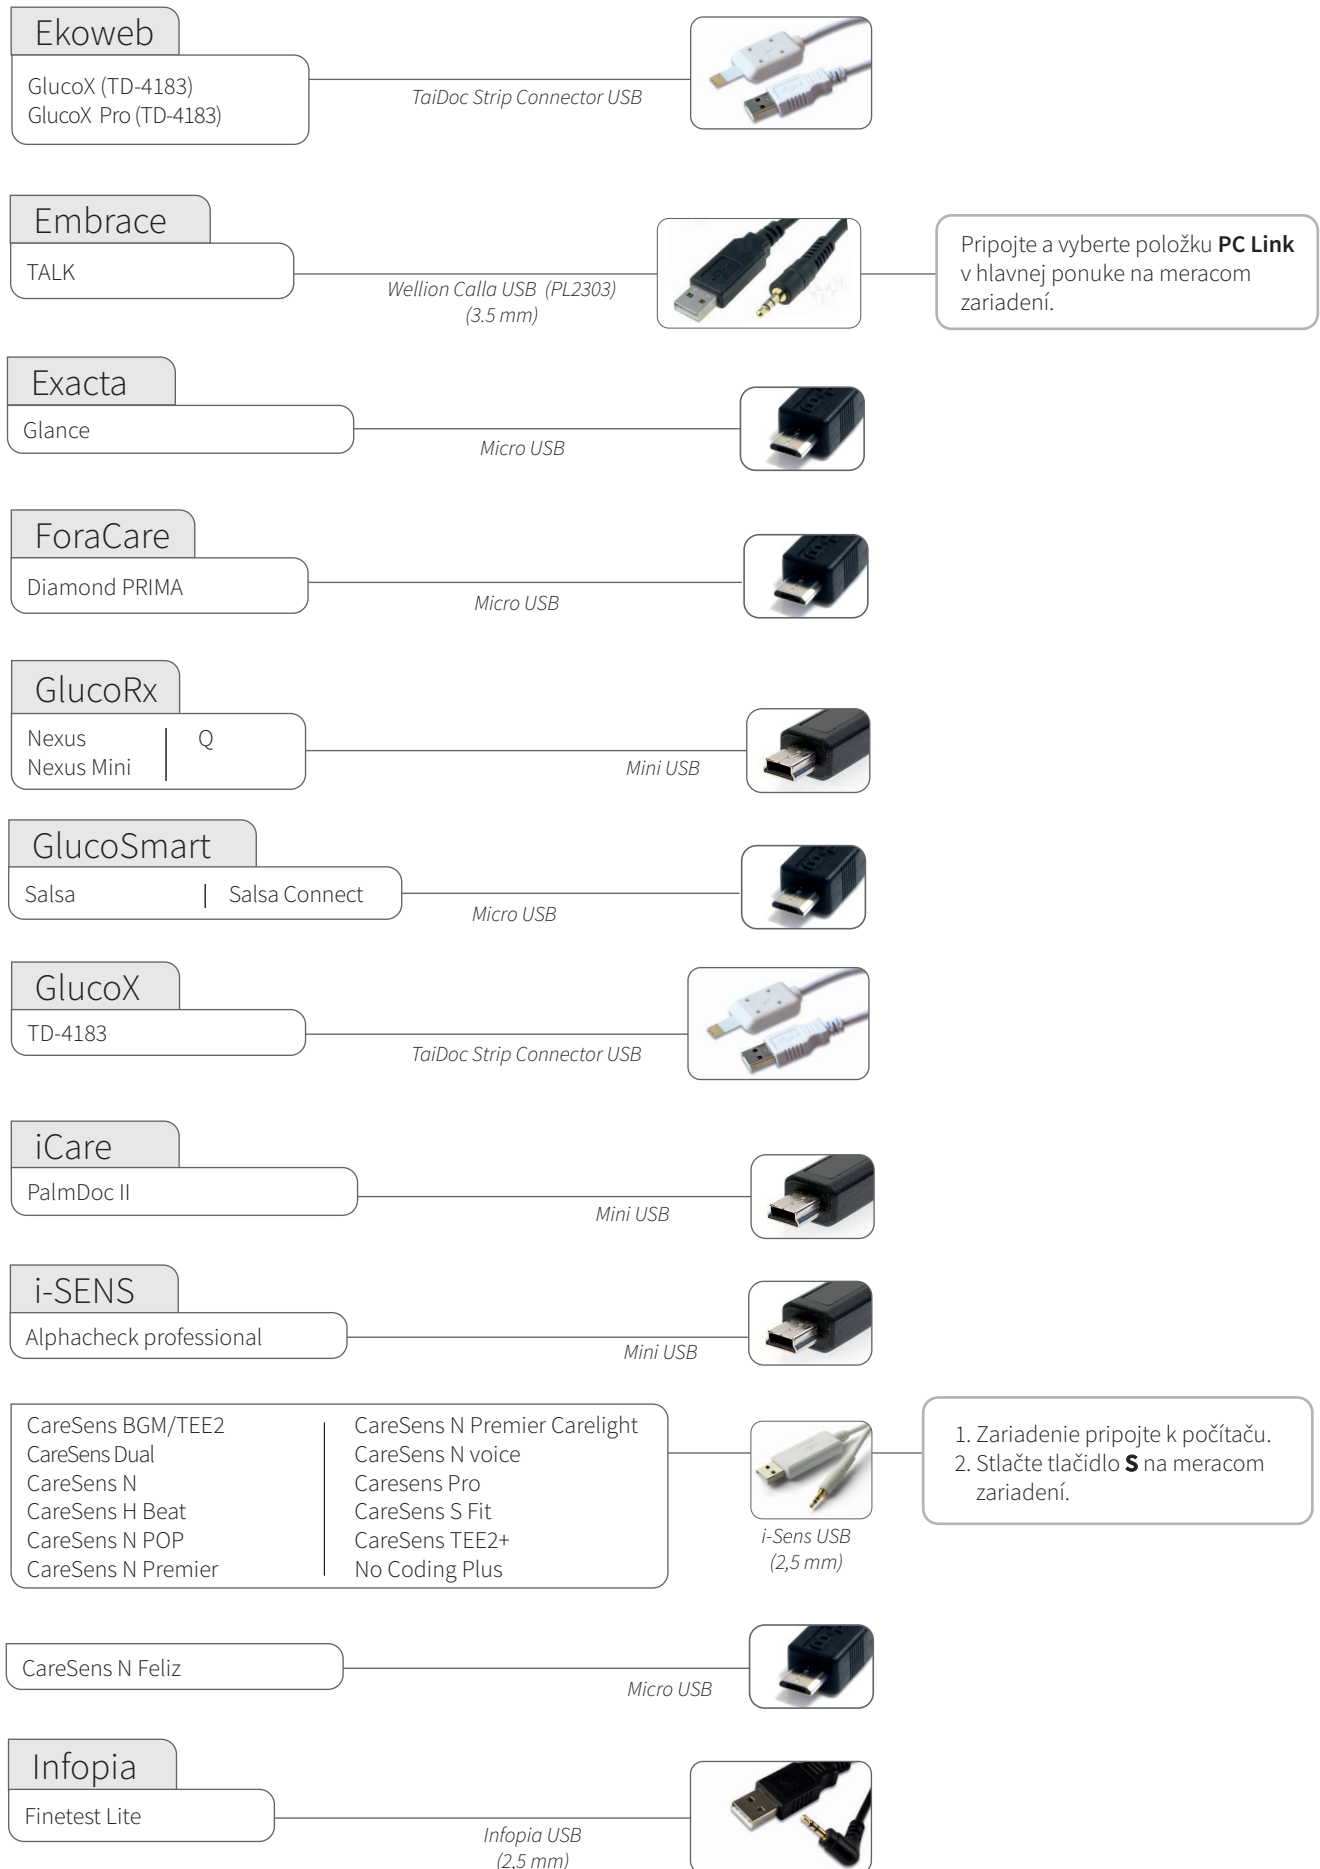 Ekoweb
GlucoX (TD-4183)
GlucoX Pro (TD-4183)
TaiDoc Strip Connector USB
Embrace
TALK
Wellion Calla USB (PL2303)
(3.5 mm)
Pripojte a vyberte položku PC Link
v hlavnej ponuke na meracom
zariadení.
Exacta
Glance
Micro USB
ForaCare
Diamond PRIMA
Micro USB
GlucoRx
Nexus
Nexus Mini
Q
Mini USB
GlucoSmart
Salsa
Salsa Connect
Micro USB
GlucoX
TD-4183
TaiDoc Strip Connector USB
iCare
PalmDoc II
Mini USB
i-SENS
Alphacheck professional
Mini USB
CareSens BGM/TEE2
CareSens Dual
CareSens N
CareSens H Beat
CareSens N POP
CareSens N Premier
CareSens N Premier Carelight
CareSens N voice
Caresens Pro
CareSens S Fit
CareSens TEE2+
No Coding Plus
i-Sens USB
(2,5 mm)
1. Zariadenie pripojte k počítaču.
2. Stlačte tlačidlo S na meracom
zariadení.
CareSens N Feliz
Micro USB
Infopia
Finetest Lite
Infopia USB
(2,5 mm)